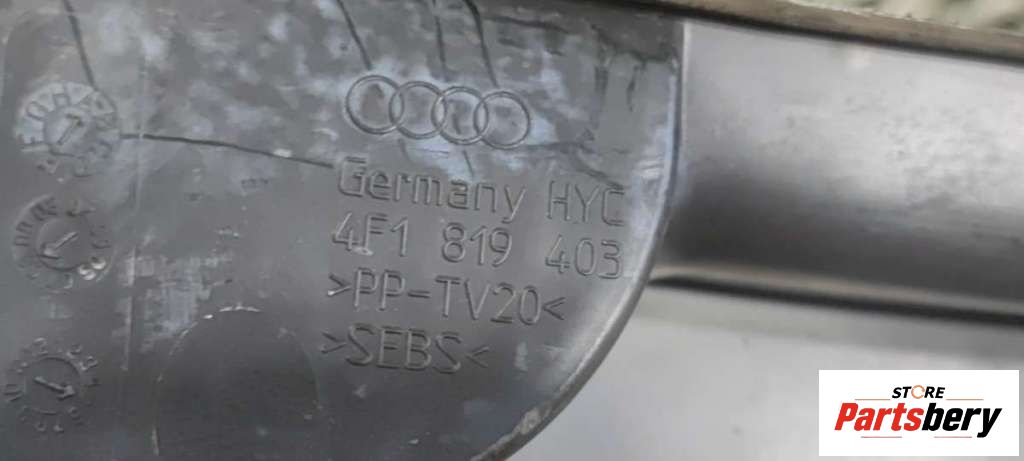 Germany HYC
4F1 819 403
>PP-TV20<
>SEBS<
STORE
Partsbery